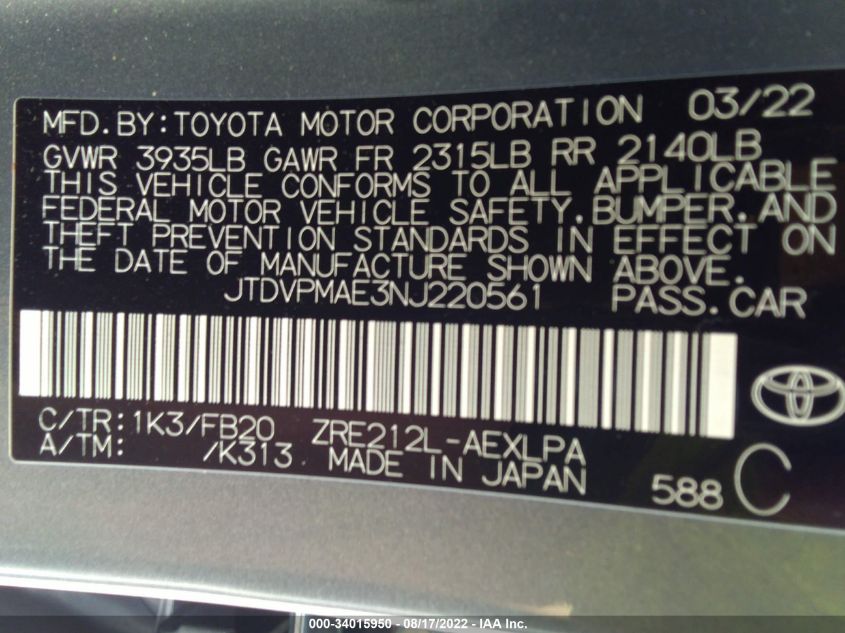 MFD.BY:TOYOTA MOTOR CORPORATION 03/22
GVWR 3935LB GAWR FR 2315LB RR 2140LB
THIS VEHICLE CONFORMS TO ALL APPLICABLE
FEDERAL MOTOR VEHICLE SAFETY,BUMPER,AND
THEFT PREVENTION STANDARDS IN EFFECT ON
THE DATE OF MANUFACTURE SHOWN ABOVE.
JTDVPMAE3NJ220561 PASS.CAR
C/TR:1K3/FB20 ZRE212L-AEXLPA
A/TM: /K313 MADE IN JAPAN 588 C
000-34015950 - 08/17/2022 - IAA Inc.